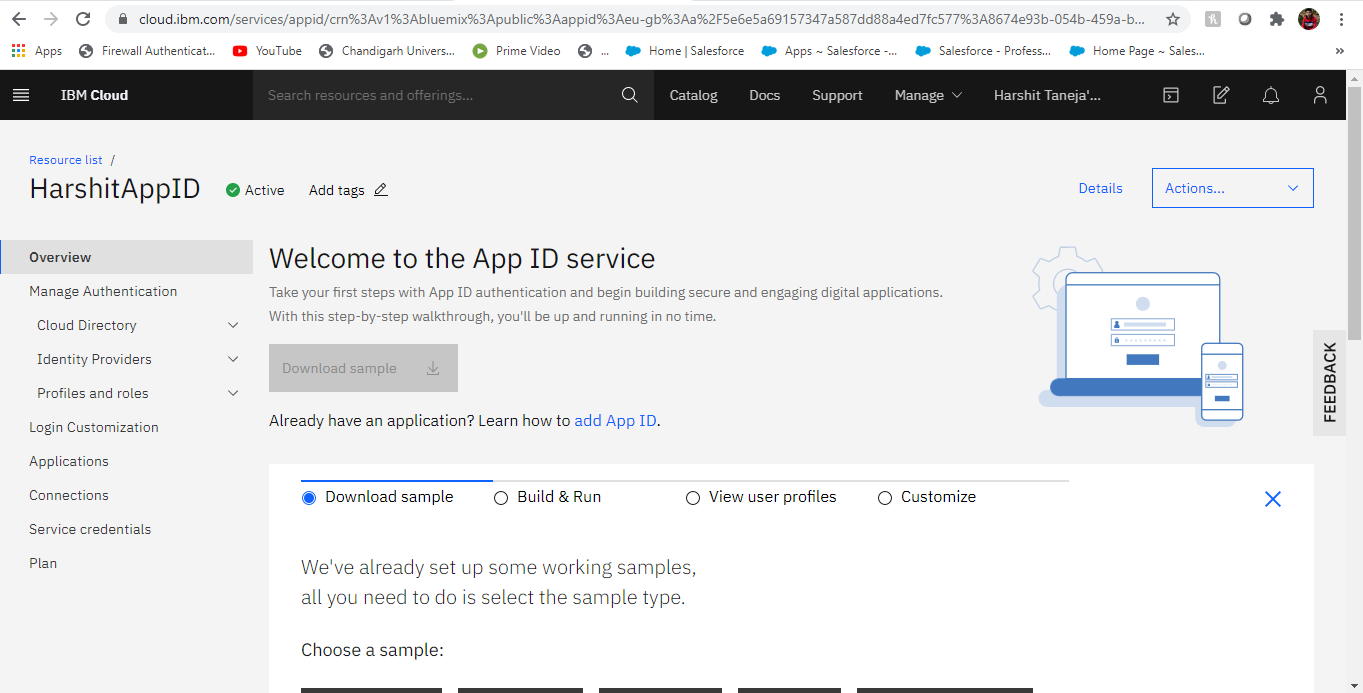 cloud.ibm.com/services/appid/crn%3Av1%3Abluemix%3Apublic%3Aappid%3Aeu-gb%3Aa%2F5e6e5a69157347a587dd88a4ed7fc577%3A8674e93b-054b-459a-b...
Apps Firewall Authenticat... YouTube Chandigarh Univers... Prime Video ... Home | Salesforce Apps ~ Salesforce -... Salesforce - Profess... Home Page ~ Sales... »
IBM Cloud Search resources and offerings... Catalog Docs Support Manage Harshit Taneja'...
Resource list /
HarshitAppID Active Add tags Details Actions...
Overview
Manage Authentication
Cloud Directory
Identity Providers
Profiles and roles
Login Customization
Applications
Connections
Service credentials
Plan
Welcome to the App ID service
Take your first steps with App ID authentication and begin building secure and engaging digital applications.
With this step-by-step walkthrough, you'll be up and running in no time.
Download sample
Already have an application? Learn how to add App ID.
FEEDBACK
Download sample Build & Run View user profiles Customize
We've already set up some working samples,
all you need to do is select the sample type.
Choose a sample: